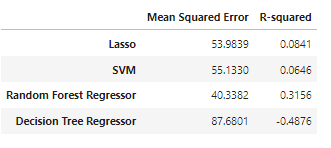 Mean Squared Error R-squared
Lasso 53.9839 0.0841
SVM 55.1330 0.0646
Random Forest Regressor 40.3382 0.3156
Decision Tree Regressor 87.6801 -0.4876